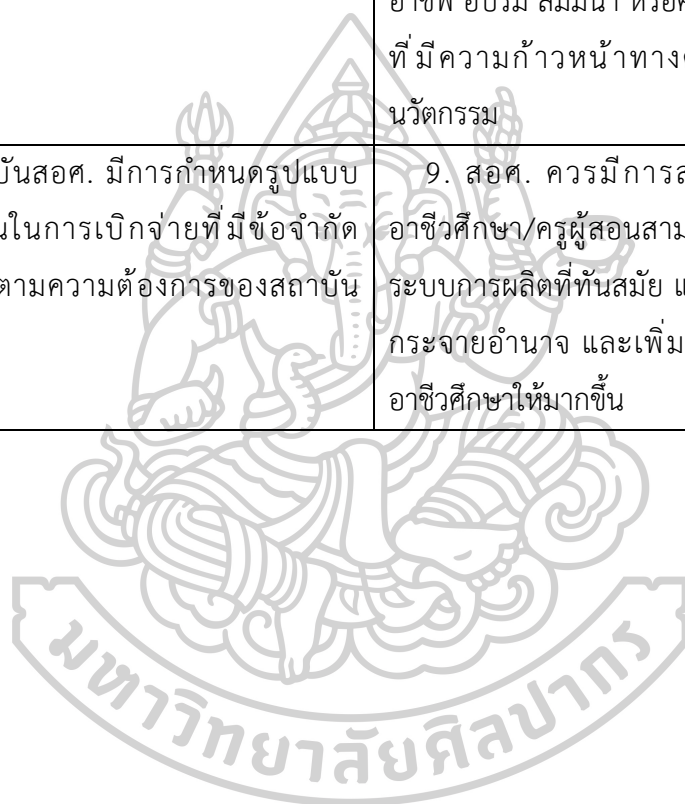 ที่มีความก้าวหน้าทาง
นวัตกรรม
บันสอศ. มีการกำหนดรูปแบบ
นในการเบิกจ่ายที่มีข้อจำกัด
ตามความต้องการของสถาบัน
9. สอศ. ควรมีการส
อาชีวศึกษา/ครูผู้สอนสาม
ระบบการผลิตที่ทันสมัย แ
กระจายอำนาจ และเพิ่ม
อาชีวศึกษาให้มากขึ้น
มหาวิทยาลัยศิลปากร